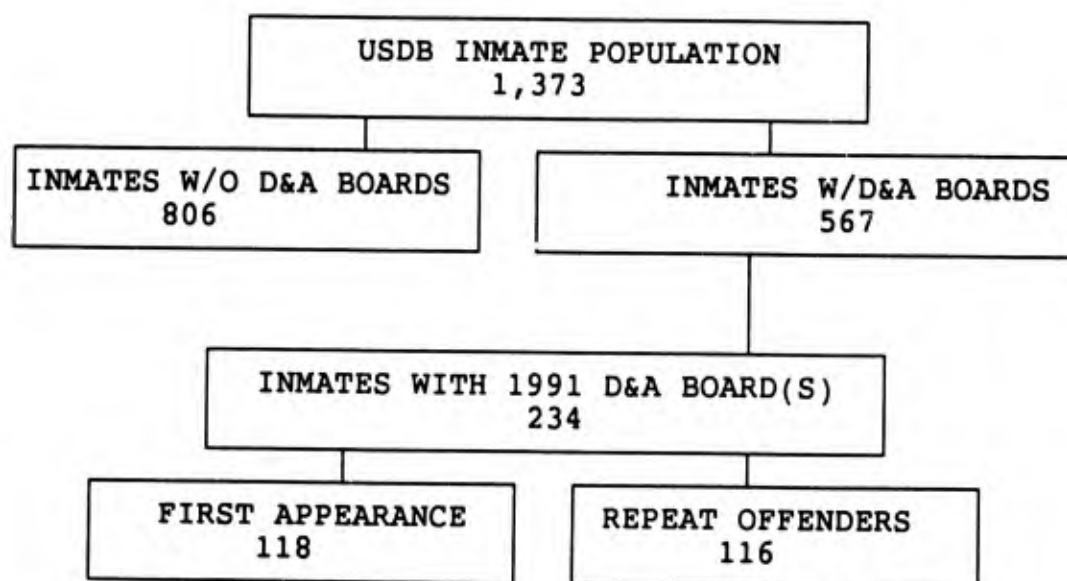 USDB INMATE POPULATION
1,373
INMATES W/O D&A BOARDS
806
INMATES W/D&A BOARDS
567
INMATES WITH 1991 D&A BOARD(S)
234
FIRST APPEARANCE
118
REPEAT OFFENDERS
116